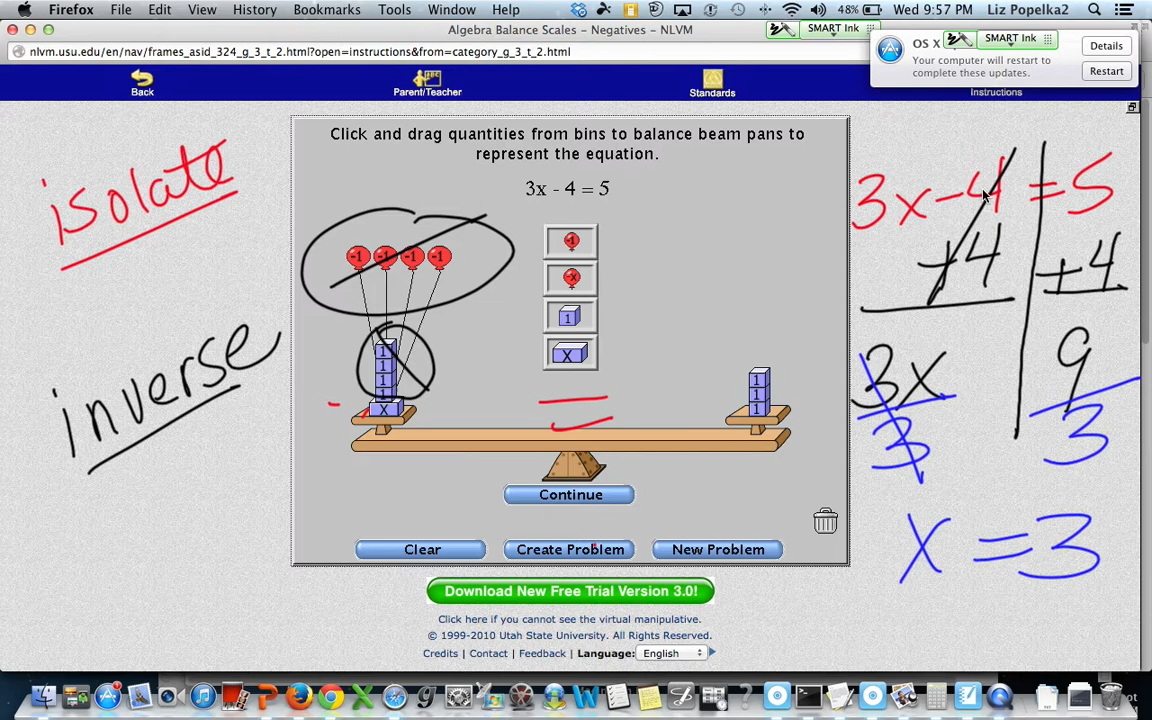 Firefox File Edit View History Bookmarks Tools Window Help 48% Wed 9:57 PM Liz Popelka2
Algebra Balance Scales - Negatives - NLVM
SMART Ink
nlvm.usu.edu/en/nav/frames_asid_324_g_3_t_2.html?open=instructions&from=category_g_3_t_2.html
OS X
SMART Ink
Your computer will restart to
complete these updates.
Details
Restart
Back
Parent/Teacher
Standards
Instructions
Click and drag quantities from bins to balance beam pans to
represent the equation.
3x - 4 = 5
isolate
inverse
-1 -1 -1 -1
-1
-x
1
X
1
1
1
1
X
1
1
1
=
3x-4 = 5
+4 +4
3x 9
3 3
x = 3
Continue
Clear
Create Problem
New Problem
Download New Free Trial Version 3.0!
Click here if you cannot see the virtual manipulative.
© 1999-2010 Utah State University. All Rights Reserved.
Credits | Contact | Feedback | Language: English